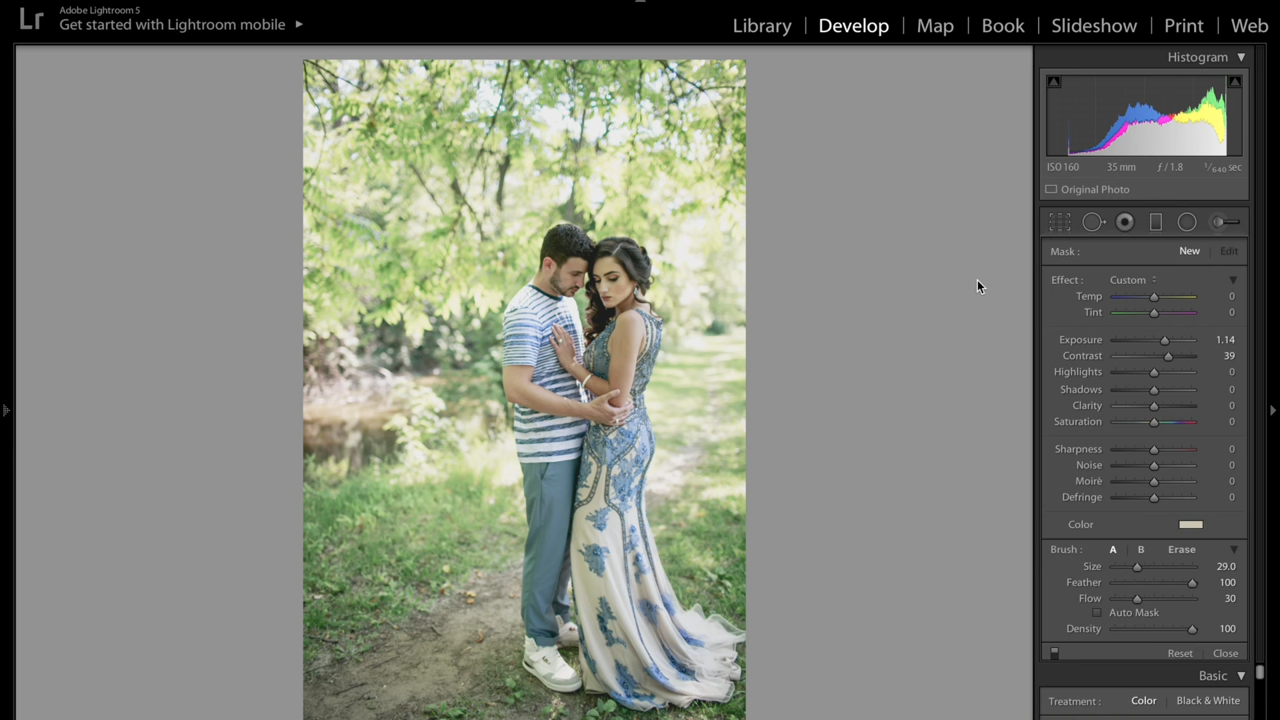 Lr
Adobe Lightroom 5
Get started with Lightroom mobile
Library | Develop | Map | Book | Slideshow | Print | Web
Histogram
ISO 160 35 mm ƒ / 1.8 1/640 sec
Original Photo
Mask : New | Edit
Effect : Custom
Temp 0
Tint 0
Exposure 1.14
Contrast 39
Highlights 0
Shadows 0
Clarity 0
Saturation 0
Sharpness 0
Noise 0
Moiré 0
Defringe 0
Color
Brush : A | B Erase
Size 29.0
Feather 100
Flow 30
Auto Mask
Density 100
Reset Close
Basic
Treatment : Color | Black & White